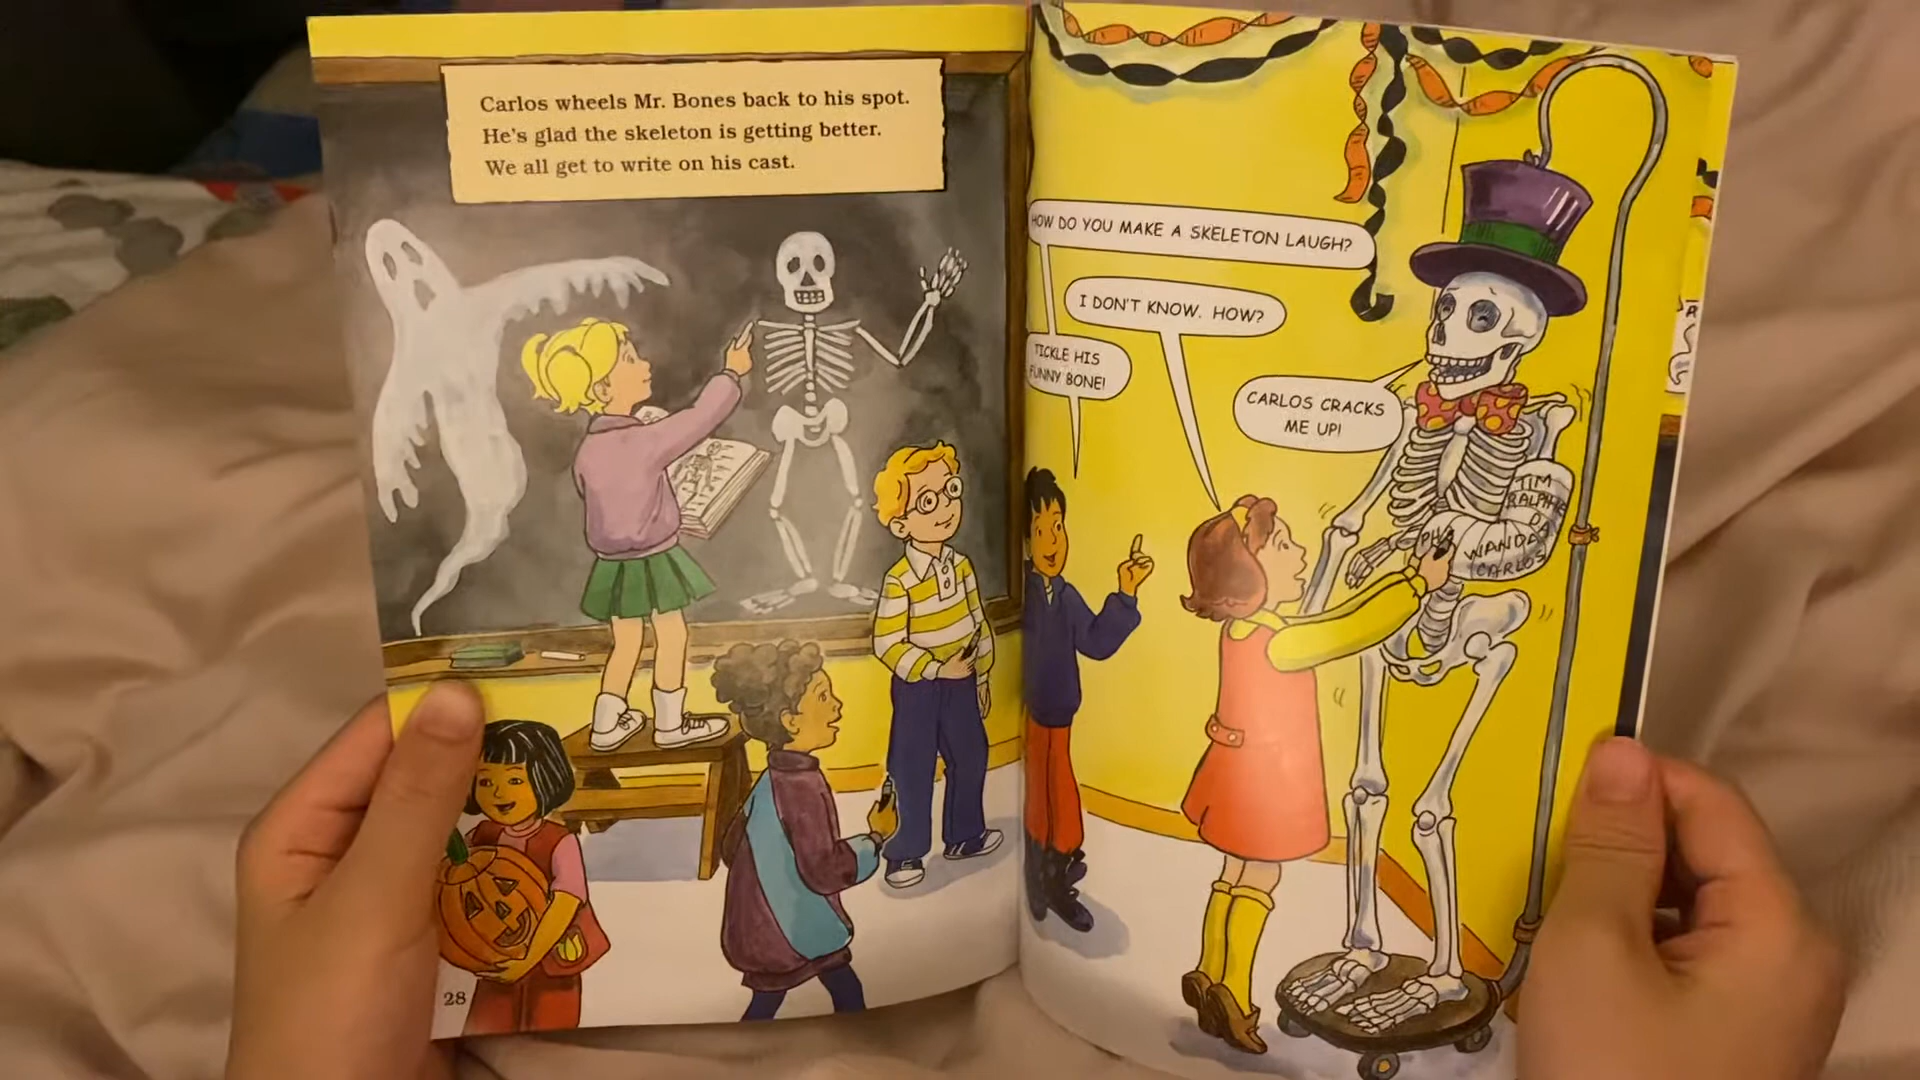 Carlos wheels Mr. Bones back to his spot.
He's glad the skeleton is getting better.
We all get to write on his cast.
28
HOW DO YOU MAKE A SKELETON LAUGH?
I DON'T KNOW. HOW?
TICKLE HIS
FUNNY BONE!
CARLOS CRACKS
ME UP!
TIM
RALPHIE
DA
WANDA
CARLOS
PH